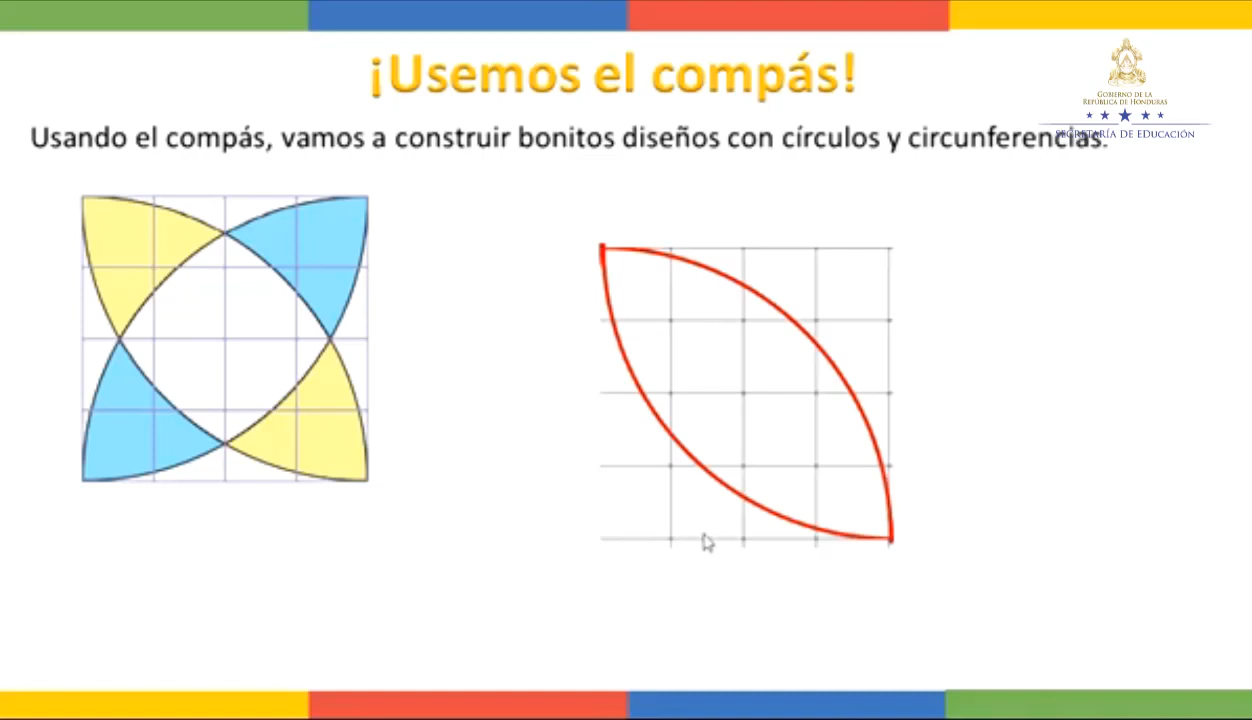 ¡Usemos el compás!
GOBIERNO DE LA
REPÚBLICA DE HONDURAS
SECRETARÍA DE EDUCACIÓN
Usando el compás, vamos a construir bonitos diseños con círculos y circunferencias.